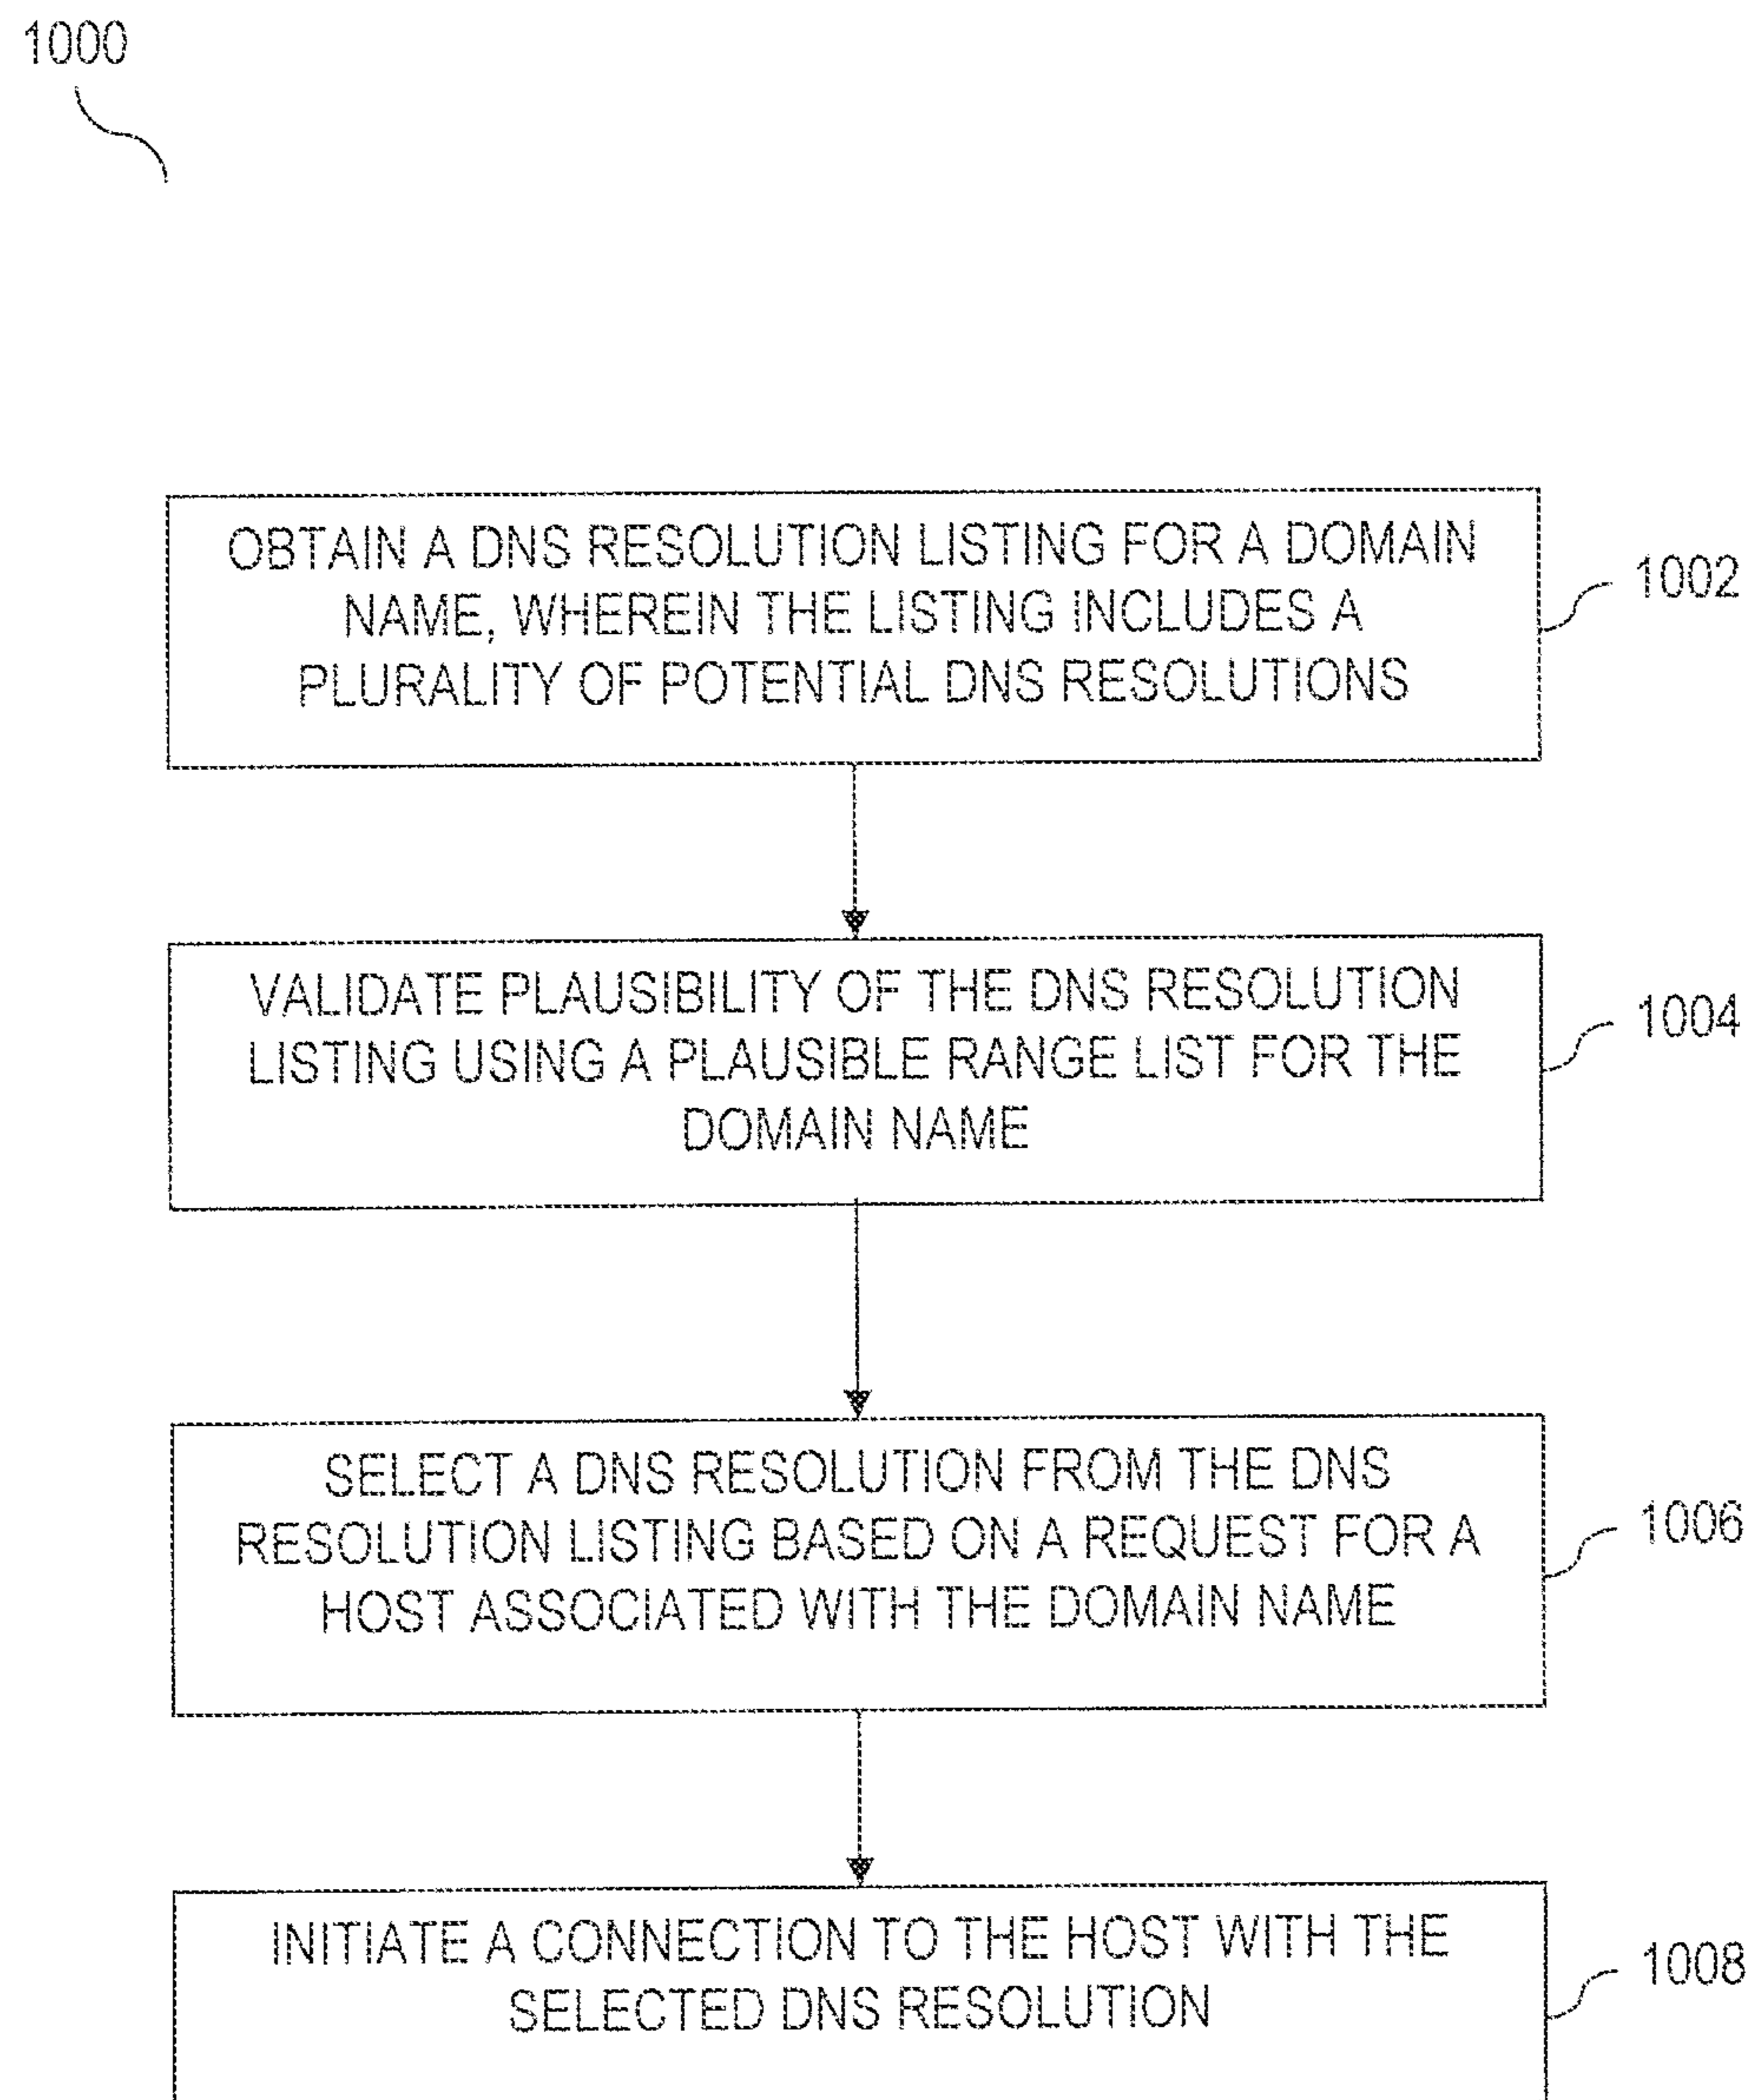 1000
OBTAIN A DNS RESOLUTION LISTING FOR A DOMAIN
NAME, WHEREIN THE LISTING INCLUDES A
PLURALITY OF POTENTIAL DNS RESOLUTIONS
1002
VALIDATE PLAUSIBILITY OF THE DNS RESOLUTION
LISTING USING A PLAUSIBLE RANGE LIST FOR THE
DOMAIN NAME
1004
SELECT A DNS RESOLUTION FROM THE DNS
RESOLUTION LISTING BASED ON A REQUEST FOR A
HOST ASSOCIATED WITH THE DOMAIN NAME
1006
INITIATE A CONNECTION TO THE HOST WITH THE
SELECTED DNS RESOLUTION
1008